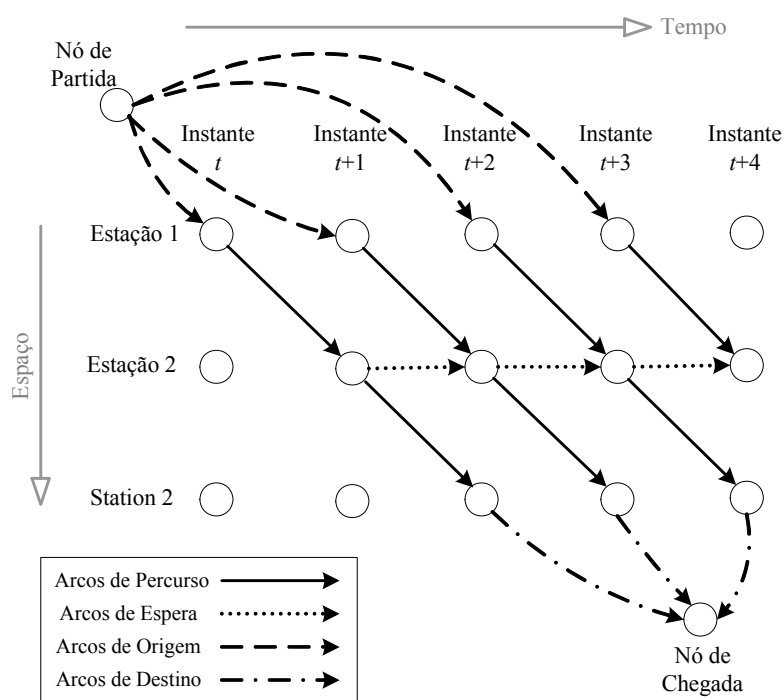 Tempo
Nó de
Partida
Instante
t
Instante
t+1
Instante
t+2
Instante
t+3
Instante
t+4
Espaço
Estação 1
Estação 2
Station 2
Arcos de Percurso
Arcos de Espera
Arcos de Origem
Arcos de Destino
Nó de
Chegada